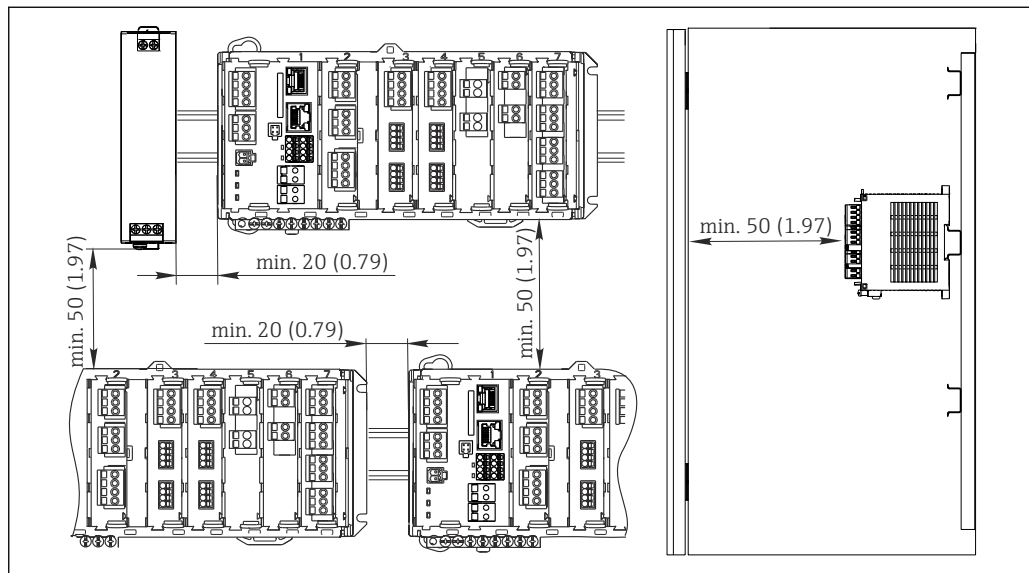 1 2 3 4 5 6 7
min. 50 (1.97)
min. 20 (0.79)
min. 50 (1.97)
min. 50 (1.97)
min. 20 (0.79)
2 3 4 5 6 7
1 2 3